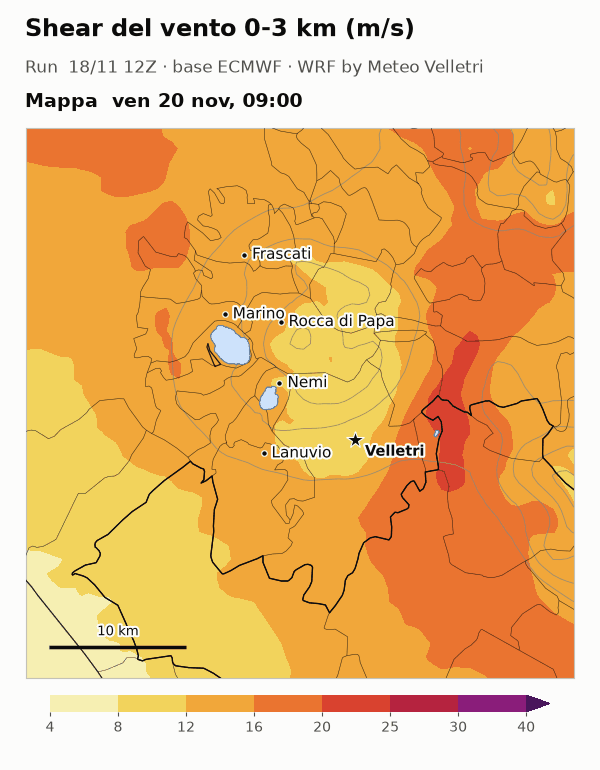 Shear del vento 0-3 km (m/s)
Run  18/11 12Z · base ECMWF · WRF by Meteo Velletri
Mappa  ven 20 nov, 09:00
Frascati
Marino
Rocca di Papa
Nemi
Velletri
Lanuvio
10 km
4 8 12 16 20 25 30 40